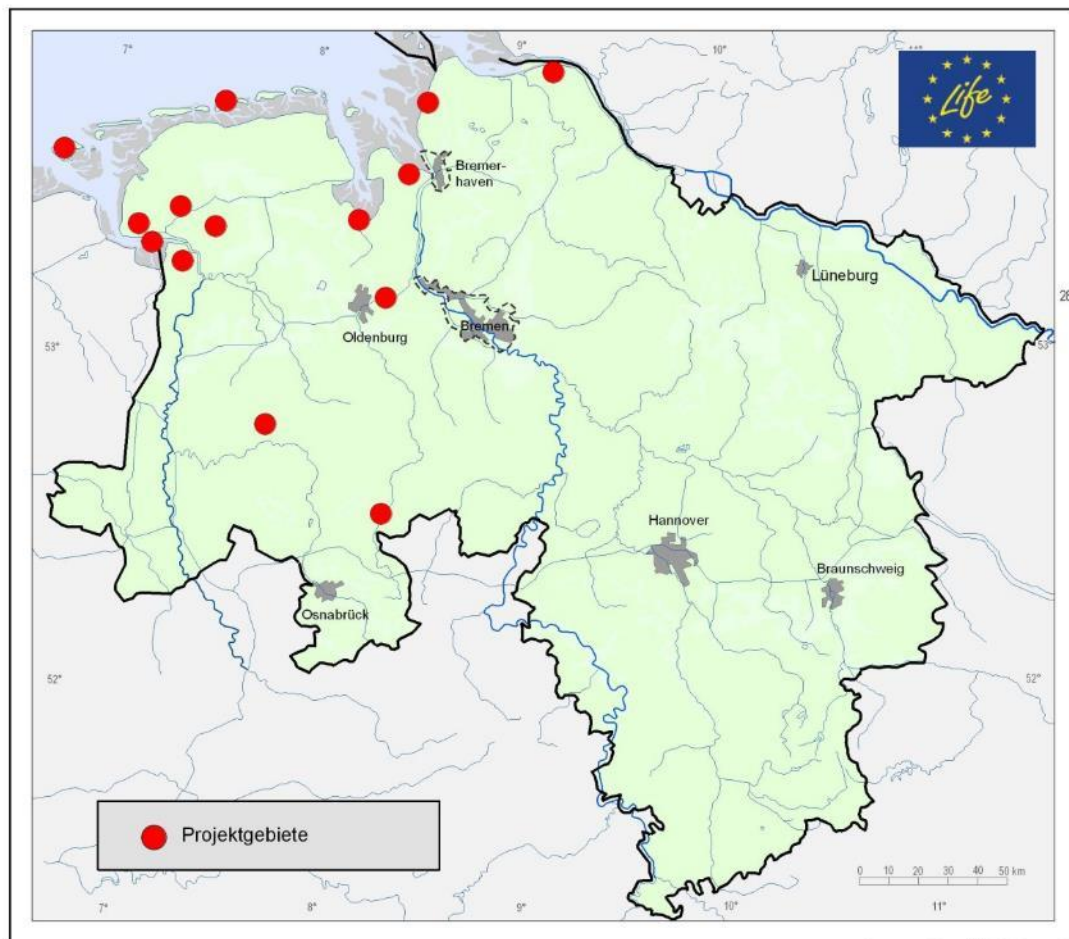 7°
8°
9°
10°
Life
Bremer-
haven
Lüneburg
28
Oldenburg
Bremen
53°
53°
Hannover
Braunschweig
Osnabrück
52°
52°
Projektgebiete
0 10 20 30 40 50 km
7°
8°
9°
10°
11°